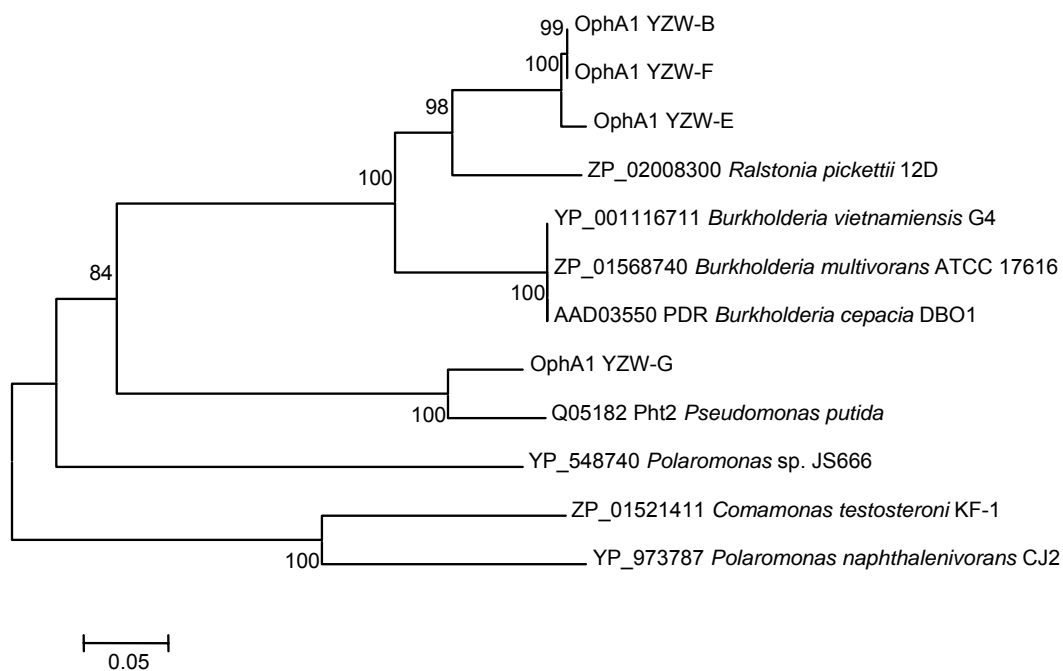 99
OphA1 YZW-B
100
OphA1 YZW-F
98
OphA1 YZW-E
100
ZP_02008300 Ralstonia pickettii 12D
YP_001116711 Burkholderia vietnamiensis G4
84
ZP_01568740 Burkholderia multivorans ATCC 17616
100
AAD03550 PDR Burkholderia cepacia DBO1
OphA1 YZW-G
100
Q05182 Pht2 Pseudomonas putida
YP_548740 Polaromonas sp. JS666
ZP_01521411 Comamonas testosteroni KF-1
100
YP_973787 Polaromonas naphthalenivorans CJ2
0.05